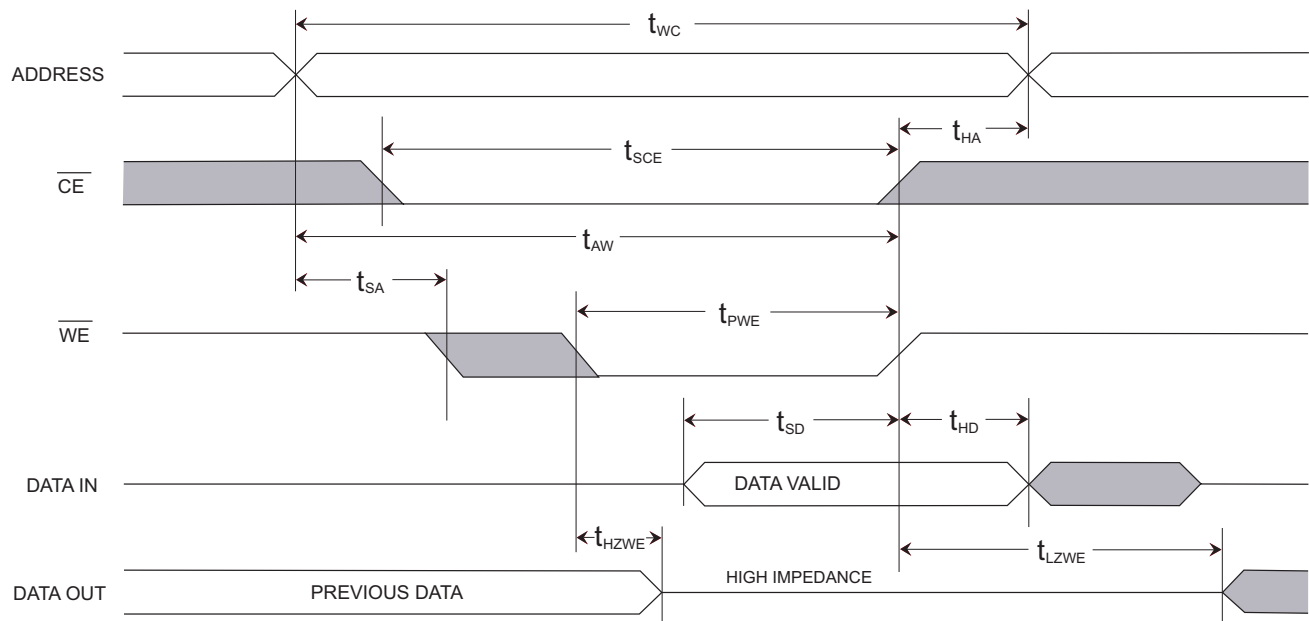 tWC
ADDRESS
tHA
tSCE
CE
tAW
tSA
tPWE
WE
tSD
tHD
DATA IN
DATA VALID
tHZWE
tLZWE
HIGH IMPEDANCE
DATA OUT
PREVIOUS DATA